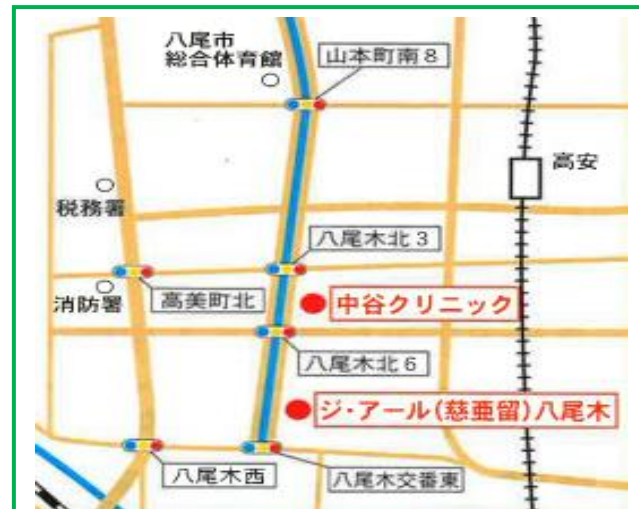 八尾市
総合体育館
山本町南8
高安
税務署
八尾木北3
消防署
高美町北
中谷クリニック
八尾木北6
ジ・アール(慈亜留)八尾木
八尾木西
八尾木交番東